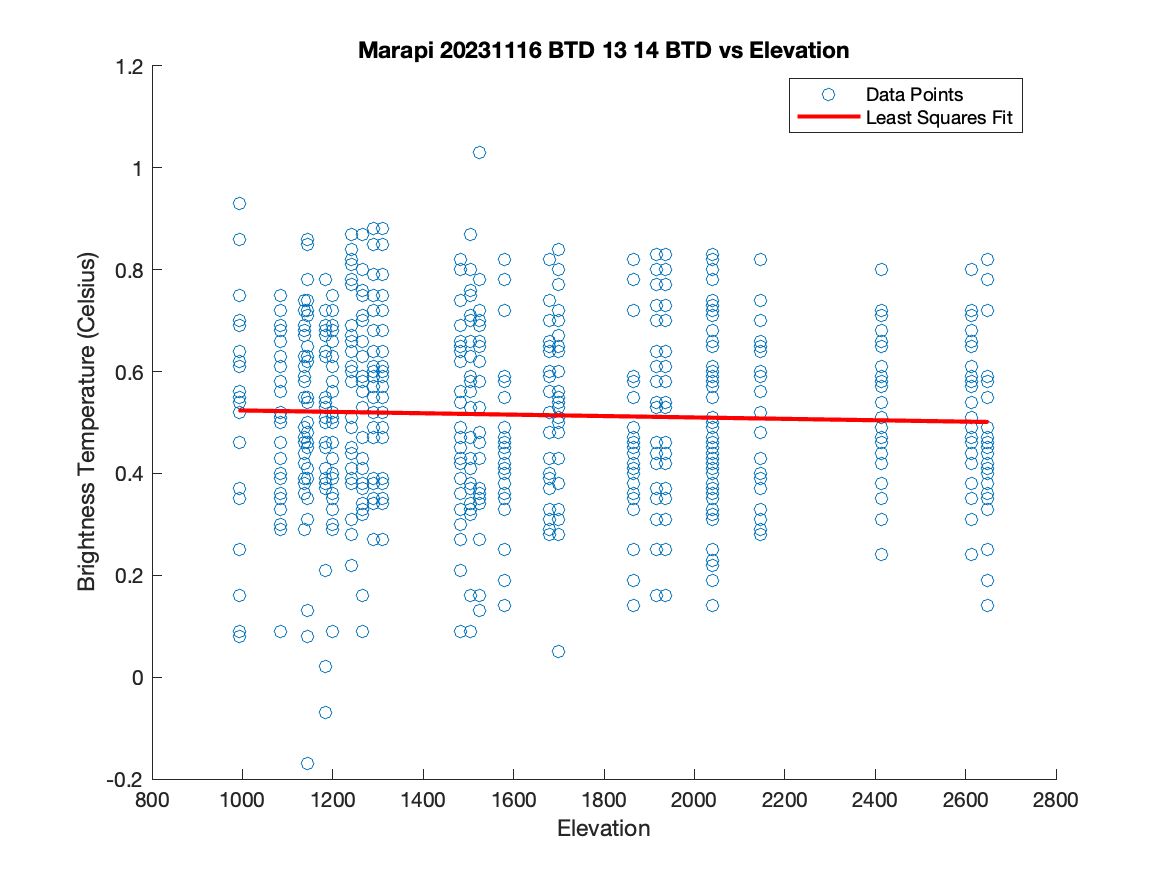 Marapi 20231116 BTD 13 14 BTD vs Elevation
Data Points
Least Squares Fit
Brightness Temperature (Celsius)
1.2
1
0.8
0.6
0.4
0.2
0
-0.2
800 1000 1200 1400 1600 1800 2000 2200 2400 2600 2800
Elevation